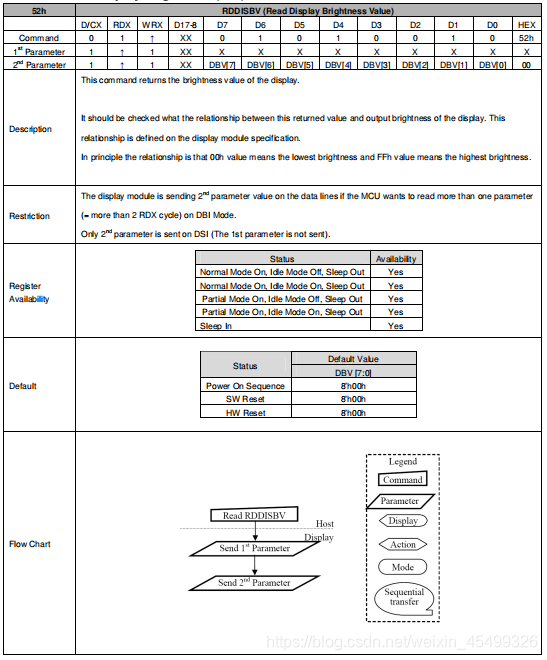 52h RDDISBV (Read Display Brightness Value)
D/CX RDX WRX D17-8 D7 D6 D5 D4 D3 D2 D1 D0 HEX
Command 0 1 ↑ XX 0 1 0 1 0 0 1 0 52h
1st Parameter 1 ↑ 1 XX X X X X X X X X X
2nd Parameter 1 ↑ 1 XX DBV[7] DBV[6] DBV[5] DBV[4] DBV[3] DBV[2] DBV[1] DBV[0] 00
Description
This command returns the brightness value of the display.
It should be checked what the relationship between this returned value and output brightness of the display. This
relationship is defined on the display module specification.
In principle the relationship is that 00h value means the lowest brightness and FFh value means the highest brightness.
Restriction
The display module is sending 2nd parameter value on the data lines if the MCU wants to read more than one parameter
(= more than 2 RDX cycle) on DBI Mode.
Only 2nd parameter is sent on DSI (The 1st parameter is not sent).
Register
Availability
Status Availability
Normal Mode On, Idle Mode Off, Sleep Out Yes
Normal Mode On, Idle Mode On, Sleep Out Yes
Partial Mode On, Idle Mode Off, Sleep Out Yes
Partial Mode On, Idle Mode On, Sleep Out Yes
Sleep In Yes
Default
Status Default Value
DBV [7:0]
Power On Sequence 8'h00h
SW Reset 8'h00h
HW Reset 8'h00h
Flow Chart
Read RDDISBV
Host
Display
Send 1st Parameter
Send 2nd Parameter
Legend
Command
Parameter
Display
Action
Mode
Sequential
transfer
https://blog.csdn.net/weixin_45499326